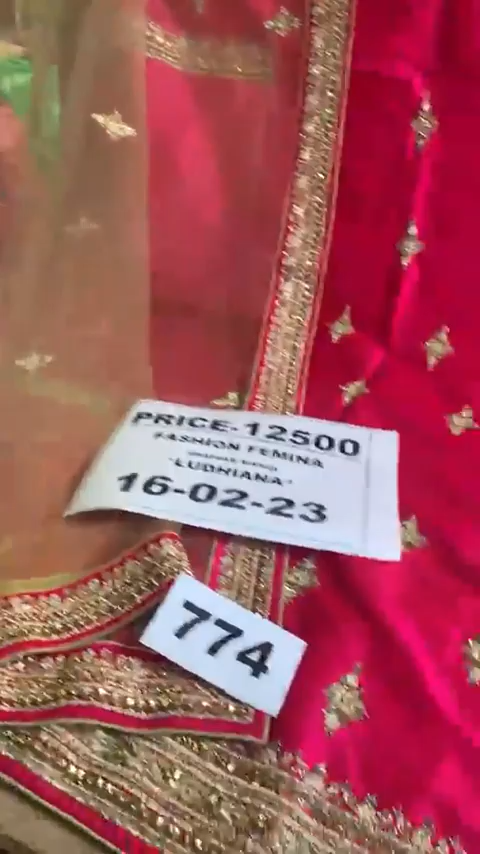 PRICE-12500
FASHION FEMINA
"LUDHIANA"
16-02-23
774